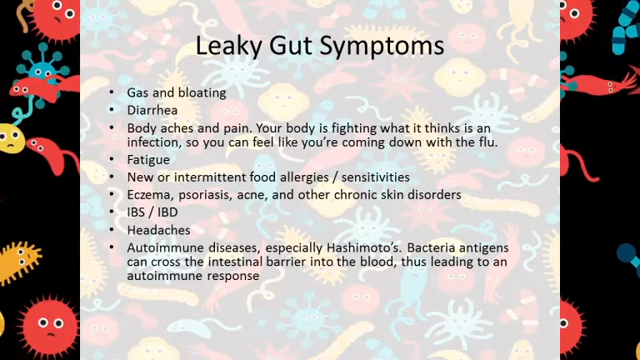 Leaky Gut Symptoms
• Gas and bloating
• Diarrhea
• Body aches and pain. Your body is fighting what it thinks is an
infection, so you can feel like you’re coming down with the flu.
• Fatigue
• New or intermittent food allergies / sensitivities
• Eczema, psoriasis, acne, and other chronic skin disorders
• IBS / IBD
• Headaches
• Autoimmune diseases, especially Hashimoto’s. Bacteria antigens
can cross the intestinal barrier into the blood, thus leading to an
autoimmune response